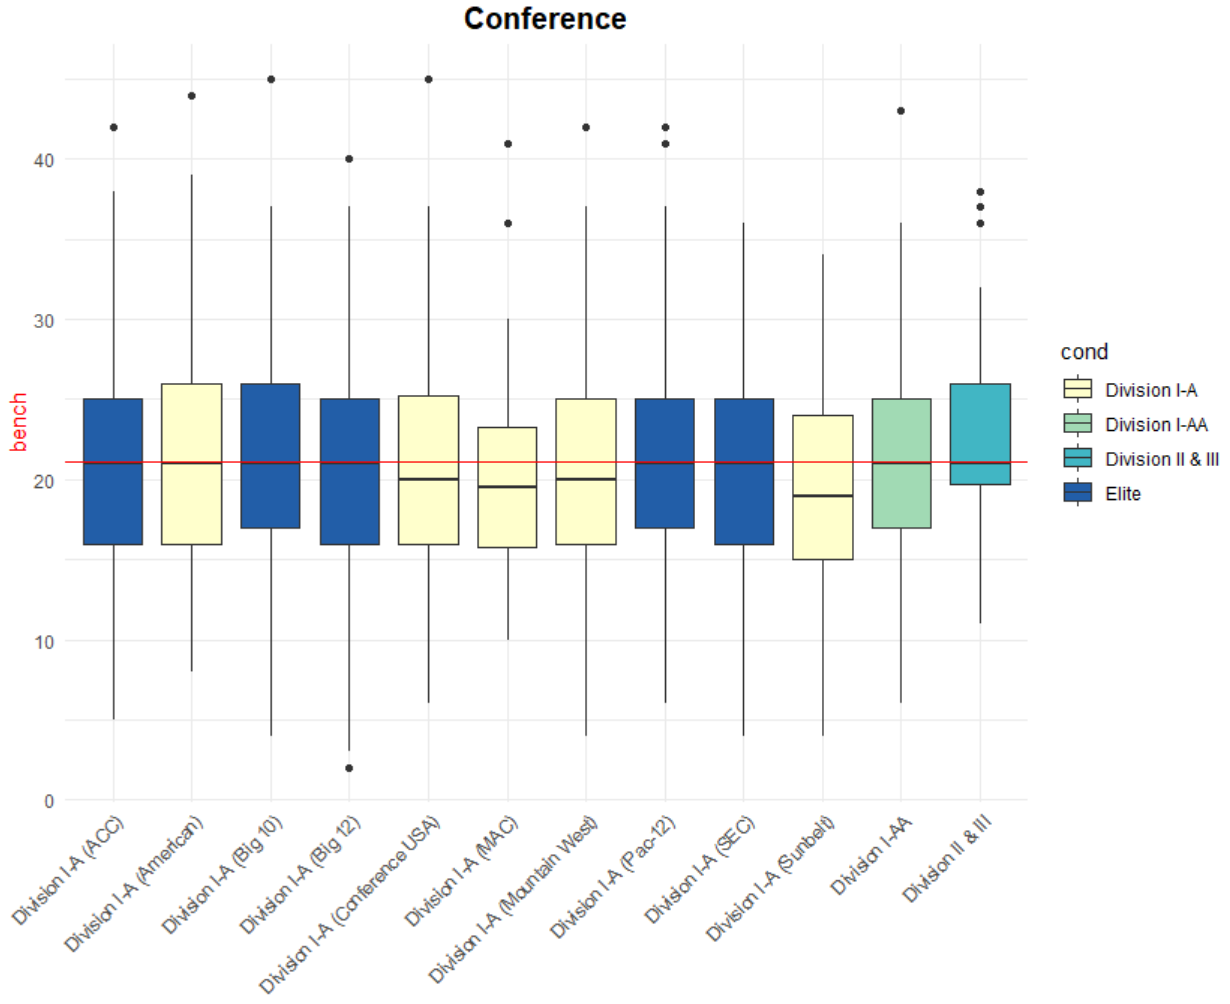 Conference
bench
40
30
20
10
0
Division I-A (ACC)
Division I-A (American)
Division I-A (Big 10)
Division I-A (Big 12)
Division I-A (Conference USA)
Division I-A (MAC)
Division I-A (Mountain West)
Division I-A (Pac-12)
Division I-A (SEC)
Division I-A (Sunbelt)
Division I-AA
Division II & III
cond
Division I-A
Division I-AA
Division II & III
Elite